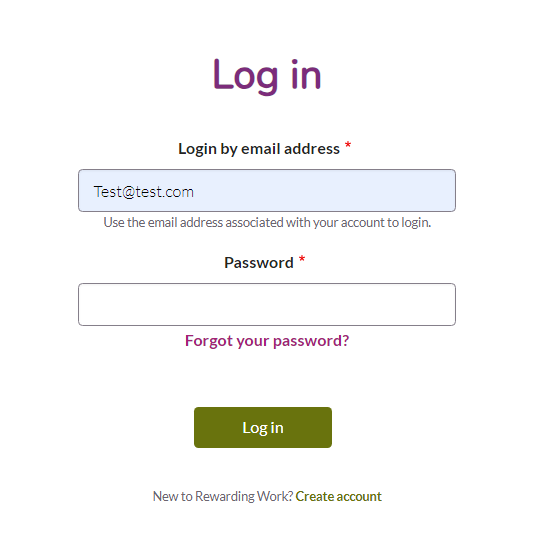 Log in
Login by email address *
Test@test.com
Use the email address associated with your account to login.
Password *
Forgot your password?
Log in
New to Rewarding Work? Create account